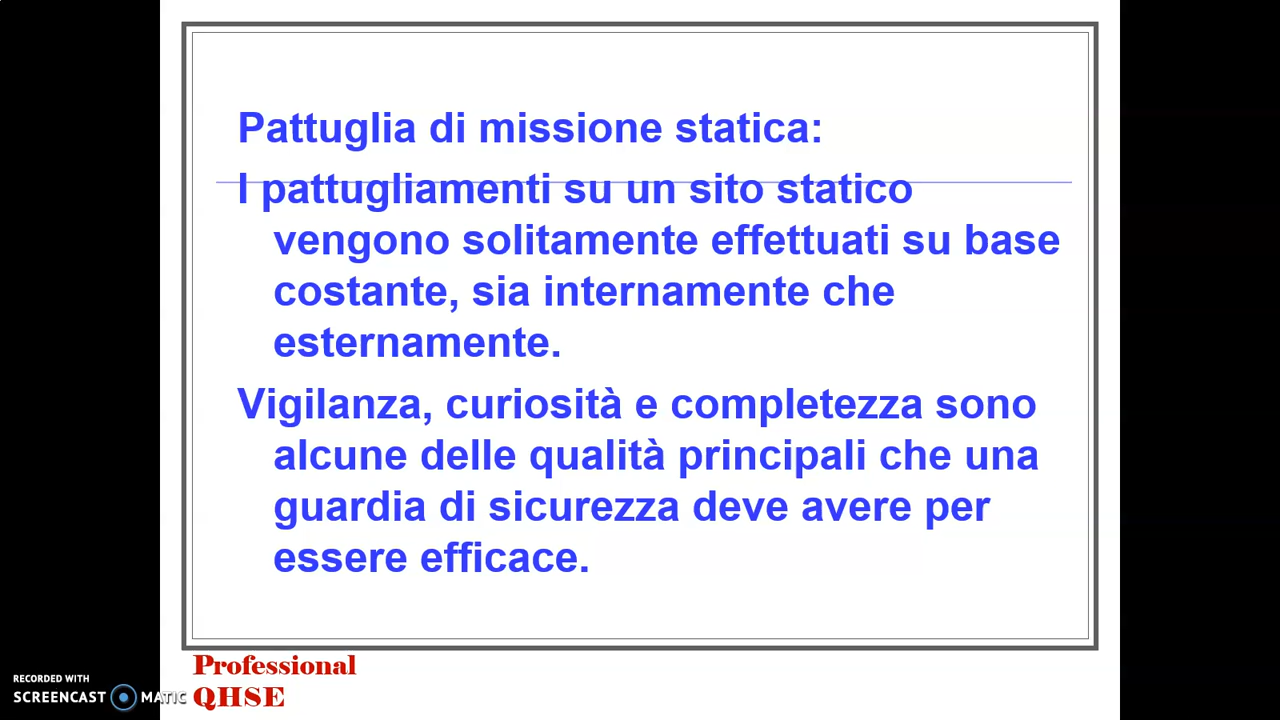 Pattuglia di missione statica:
I pattugliamenti su un sito statico
vengono solitamente effettuati su base
costante, sia internamente che
esternamente.
Vigilanza, curiosità e completezza sono
alcune delle qualità principali che una
guardia di sicurezza deve avere per
essere efficace.
Professional
QHSE
RECORDED WITH
SCREENCAST MATIC